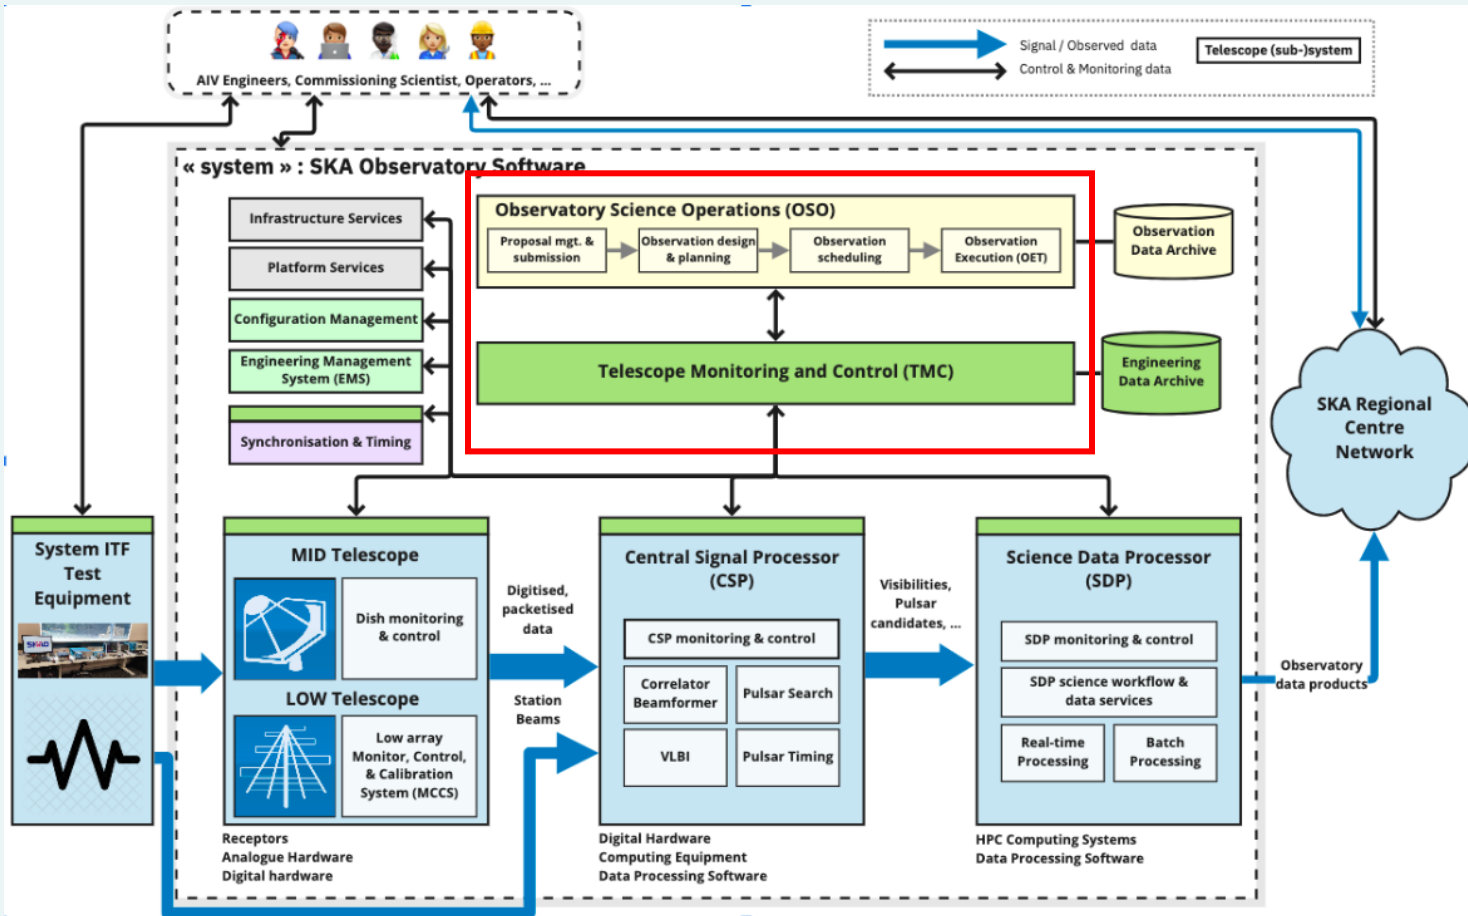 AIV Engineers, Commissioning Scientist, Operators, ...
Signal / Observed data
Control & Monitoring data
Telescope (sub-)system
« system » : SKA Observatory Software
Infrastructure Services
Platform Services
Configuration Management
Engineering Management
System (EMS)
Synchronisation & Timing
Observatory Science Operations (OSO)
Proposal mgt. &
submission
Observation design
& planning
Observation
scheduling
Observation
Execution (OET)
Observation
Data Archive
Telescope Monitoring and Control (TMC)
Engineering
Data Archive
SKA Regional
Centre
Network
System ITF
Test
Equipment
MID Telescope
Dish monitoring
& control
LOW Telescope
Low array
Monitor, Control,
& Calibration
System (MCCS)
Receptors
Analogue Hardware
Digital hardware
Digitised,
packetised
data
Station
Beams
Central Signal Processor
(CSP)
CSP monitoring & control
Correlator
Beamformer
Pulsar Search
VLBI
Pulsar Timing
Digital Hardware
Computing Equipment
Data Processing Software
Visibilities,
Pulsar
candidates, ...
Science Data Processor
(SDP)
SDP monitoring & control
SDP science workflow &
data services
Real-time
Processing
Batch
Processing
HPC Computing Systems
Data Processing Software
Observatory
data products